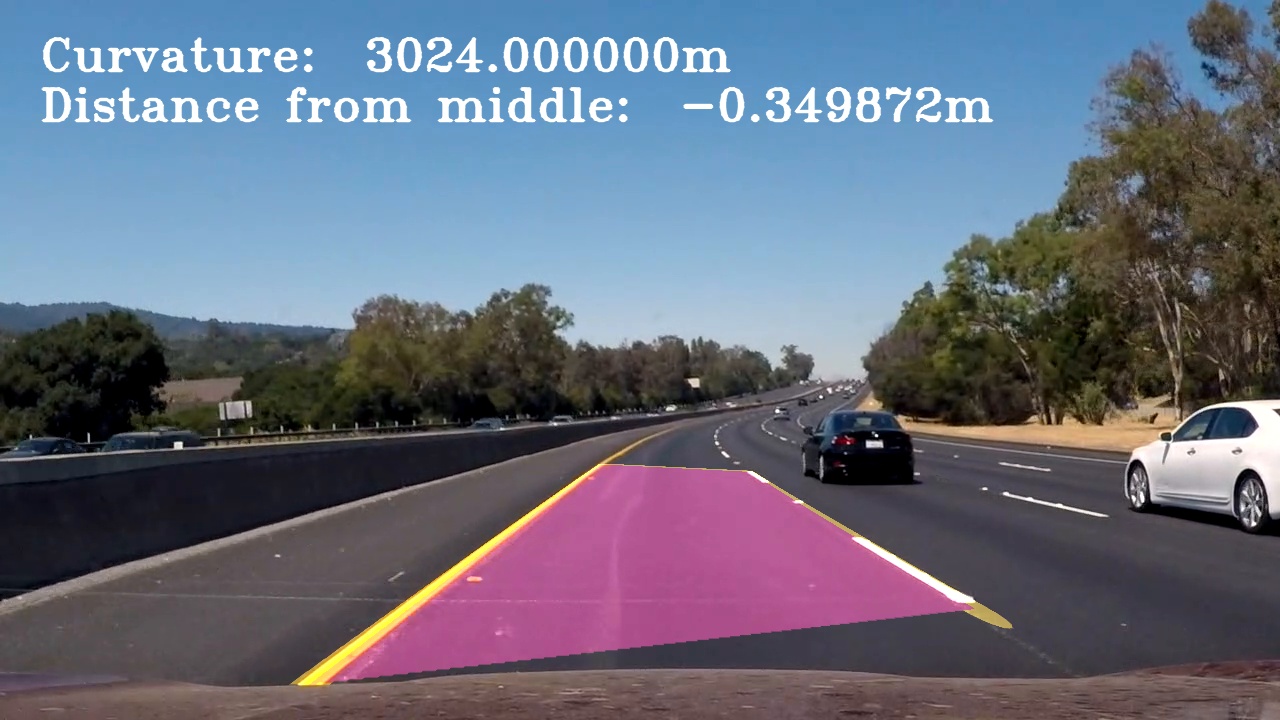 Curvature: 3024.000000m
Distance from middle: −0.349872m